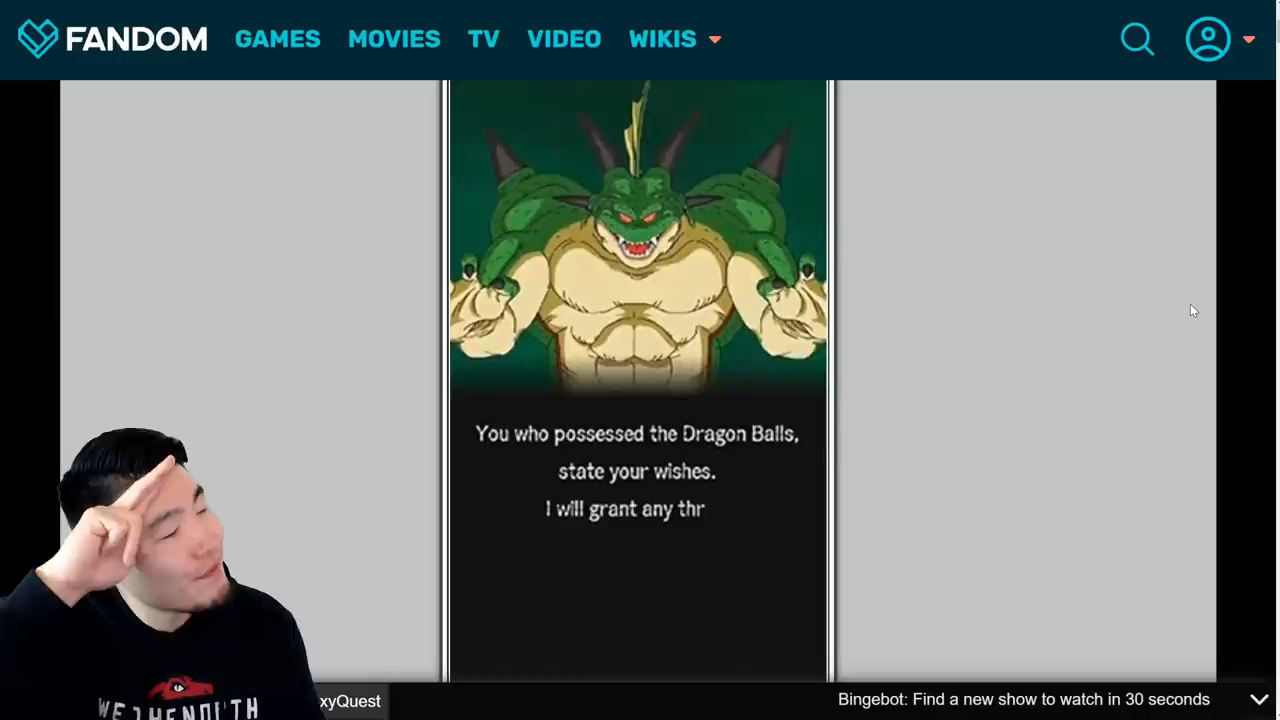 FANDOM GAMES MOVIES TV VIDEO WIKIS
You who possessed the Dragon Balls,
state your wishes.
I will grant any thr
xyQuest
Bingebot: Find a new show to watch in 30 seconds